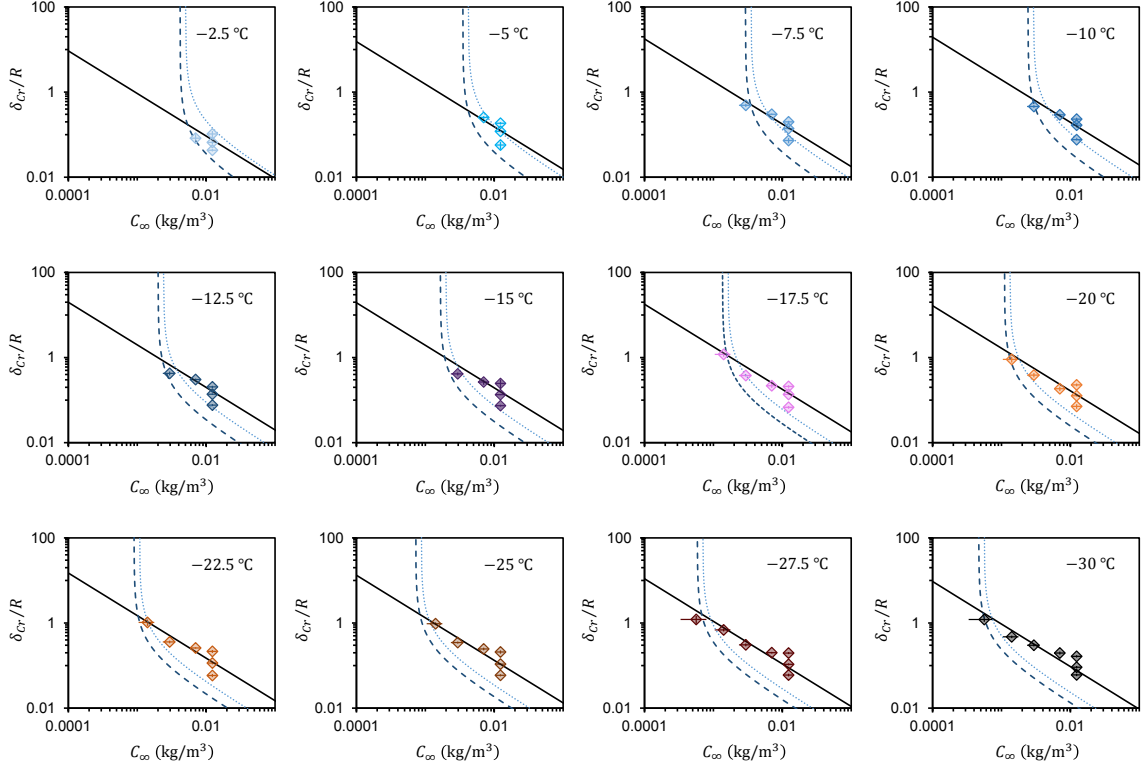 100 100 100 100
−2.5 ℃ −5 ℃ −7.5 ℃ −10 ℃
δCr/R δCr/R δCr/R δCr/R
1 1 1 1
0.01 0.01 0.01 0.01
0.0001 0.01 0.0001 0.01 0.0001 0.01 0.0001 0.01
C∞ (kg/m³) C∞ (kg/m³) C∞ (kg/m³) C∞ (kg/m³)
100 100 100 100
−12.5 ℃ −15 ℃ −17.5 ℃ −20 ℃
δCr/R δCr/R δCr/R δCr/R
1 1 1 1
0.01 0.01 0.01 0.01
0.0001 0.01 0.0001 0.01 0.0001 0.01 0.0001 0.01
C∞ (kg/m³) C∞ (kg/m³) C∞ (kg/m³) C∞ (kg/m³)
100 100 100 100
−22.5 ℃ −25 ℃ −27.5 ℃ −30 ℃
δCr/R δCr/R δCr/R δCr/R
1 1 1 1
0.01 0.01 0.01 0.01
0.0001 0.01 0.0001 0.01 0.0001 0.01 0.0001 0.01
C∞ (kg/m³) C∞ (kg/m³) C∞ (kg/m³) C∞ (kg/m³)